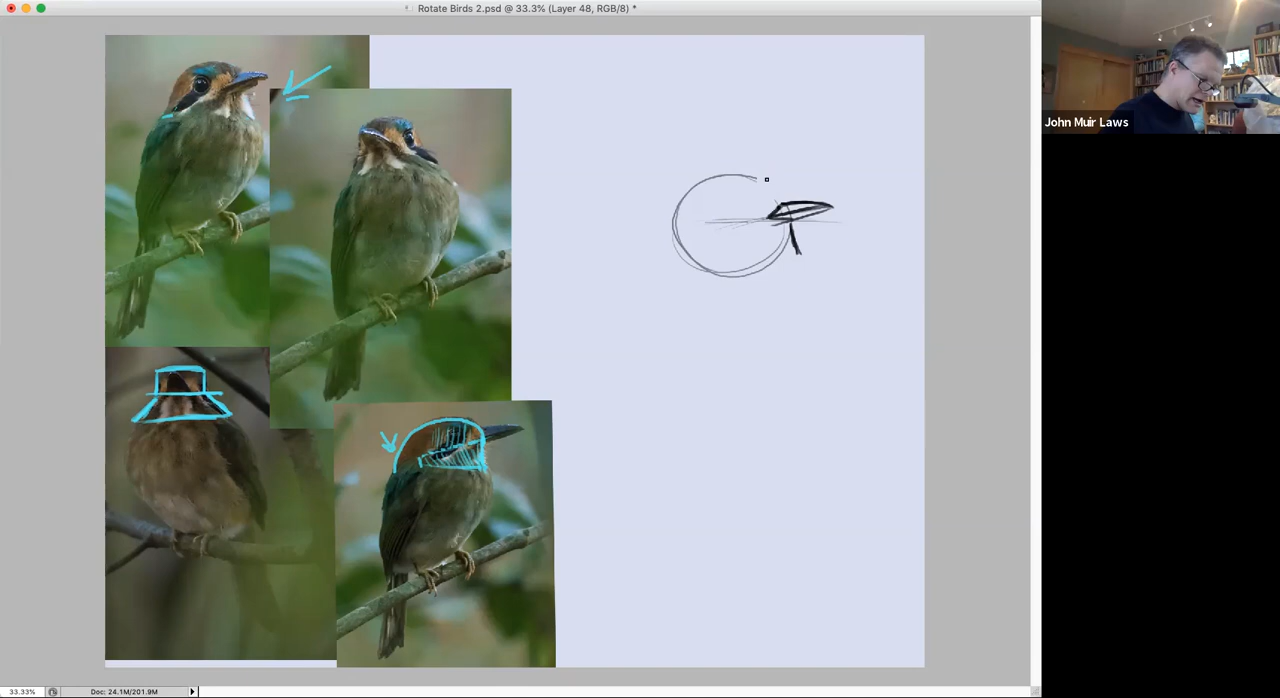 Rotate Birds 2.psd @ 33.3% (Layer 48, RGB/8) *
John Muir Laws
33.33%
Doc: 24.1M/201.9M